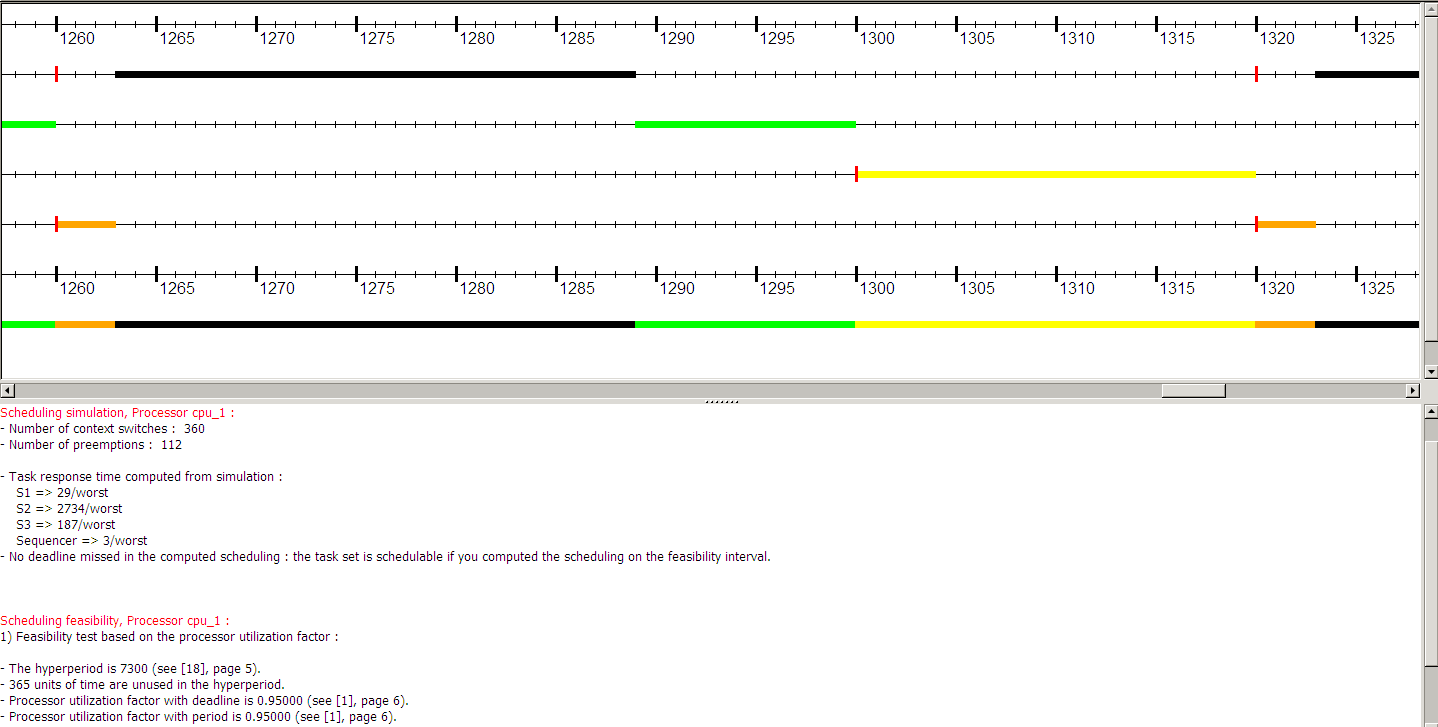 1260 1265 1270 1275 1280 1285 1290 1295 1300 1305 1310 1315 1320 1325
1260 1265 1270 1275 1280 1285 1290 1295 1300 1305 1310 1315 1320 1325
Scheduling simulation, Processor cpu_1 :
- Number of context switches :  360
- Number of preemptions :  112
- Task response time computed from simulation :
S1 => 29/worst
S2 => 2734/worst
S3 => 187/worst
Sequencer => 3/worst
- No deadline missed in the computed scheduling : the task set is schedulable if you computed the scheduling on the feasibility interval.
Scheduling feasibility, Processor cpu_1 :
1) Feasibility test based on the processor utilization factor :
- The hyperperiod is 7300 (see [18], page 5).
- 365 units of time are unused in the hyperperiod.
- Processor utilization factor with deadline is 0.95000 (see [1], page 6).
- Processor utilization factor with period is 0.95000 (see [1], page 6).